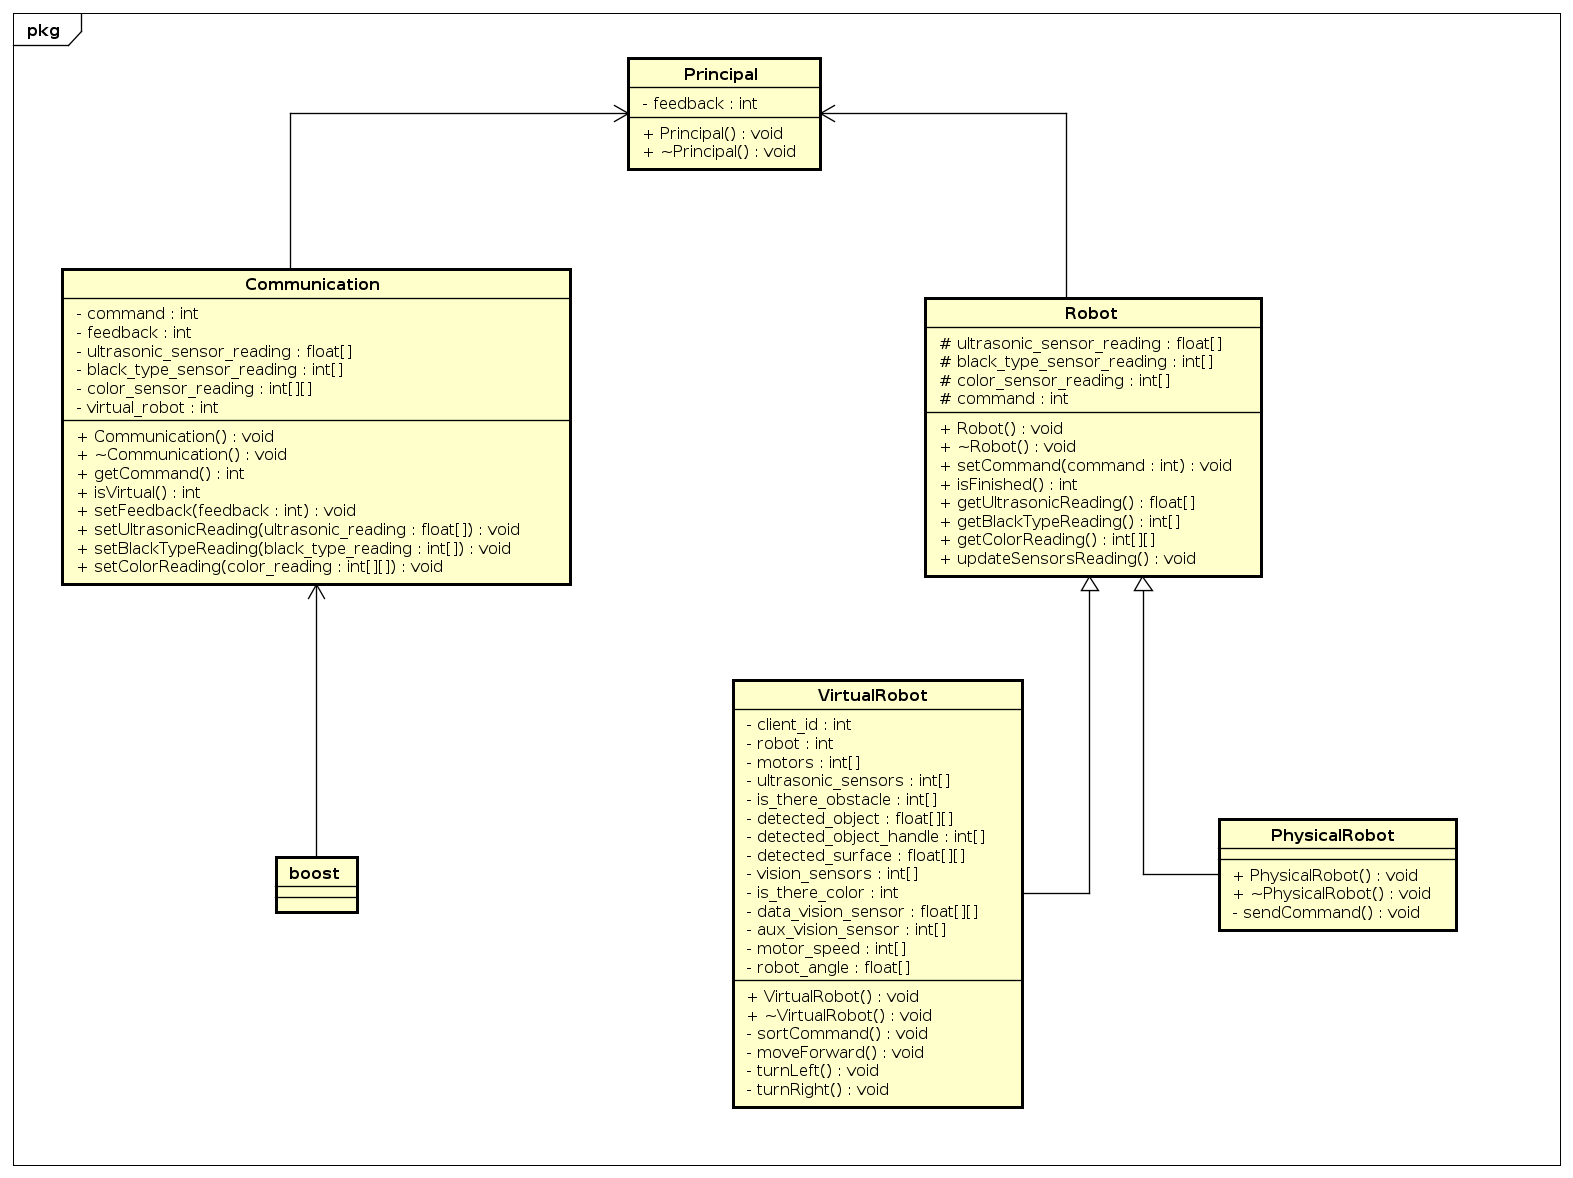 pkg
Principal
- feedback : int
+ Principal() : void
+ ~Principal() : void
Communication
- command : int
- feedback : int
- ultrasonic_sensor_reading : float[]
- black_type_sensor_reading : int[]
- color_sensor_reading : int[][]
- virtual_robot : int
+ Communication() : void
+ ~Communication() : void
+ getCommand() : int
+ isVirtual() : int
+ setFeedback(feedback : int) : void
+ setUltrasonicReading(ultrasonic_reading : float[]) : void
+ setBlackTypeReading(black_type_reading : int[]) : void
+ setColorReading(color_reading : int[][]) : void
Robot
# ultrasonic_sensor_reading : float[]
# black_type_sensor_reading : int[]
# color_sensor_reading : int[]
# command : int
+ Robot() : void
+ ~Robot() : void
+ setCommand(command : int) : void
+ isFinished() : int
+ getUltrasonicReading() : float[]
+ getBlackTypeReading() : int[]
+ getColorReading() : int[][]
+ updateSensorsReading() : void
boost
VirtualRobot
- client_id : int
- robot : int
- motors : int[]
- ultrasonic_sensors : int[]
- is_there_obstacle : int[]
- detected_object : float[][]
- detected_object_handle : int[]
- detected_surface : float[][]
- vision_sensors : int[]
- is_there_color : int
- data_vision_sensor : float[][]
- aux_vision_sensor : int[]
- motor_speed : int[]
- robot_angle : float[]
+ VirtualRobot() : void
+ ~VirtualRobot() : void
- sortCommand() : void
- moveForward() : void
- turnLeft() : void
- turnRight() : void
PhysicalRobot
+ PhysicalRobot() : void
+ ~PhysicalRobot() : void
- sendCommand() : void